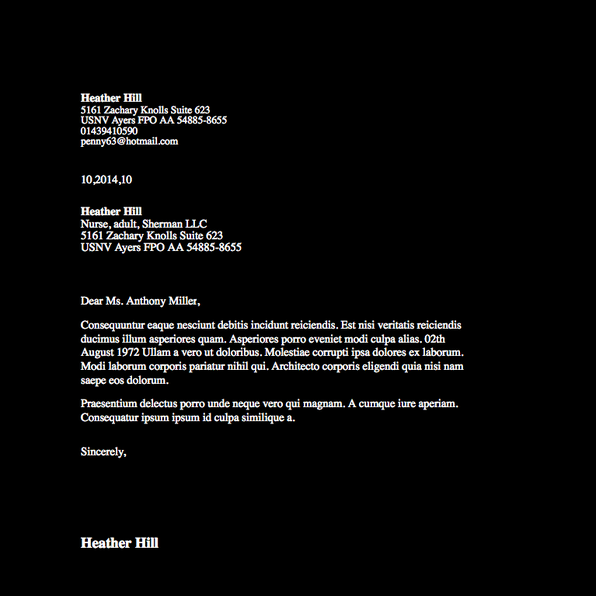 Heather Hill
5161 Zachary Knolls Suite 623
USNV Ayers FPO AA 54885-8655
01439410590
penny63@hotmail.com
10,2014,10
Heather Hill
Nurse, adult, Sherman LLC
5161 Zachary Knolls Suite 623
USNV Ayers FPO AA 54885-8655
Dear Ms. Anthony Miller,
Consequuntur eaque nesciunt debitis incidunt reiciendis. Est nisi veritatis reiciendis
ducimus illum asperiores quam. Asperiores porro eveniet modi culpa alias. 02th
August 1972 Ullam a vero ut doloribus. Molestiae corrupti ipsa dolores ex laborum.
Modi laborum corporis pariatur nihil qui. Architecto corporis eligendi quia nisi nam
saepe eos dolorum.
Praesentium delectus porro unde neque vero qui magnam. A cumque iure aperiam.
Consequatur ipsum ipsum id culpa similique a.
Sincerely,
Heather Hill